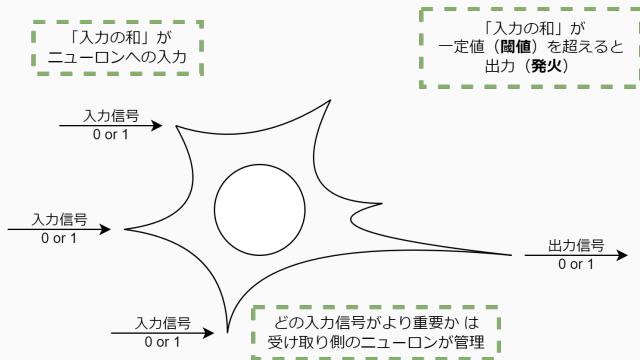 「入力の和」が
ニューロンへの入力
「入力の和」が
一定値（閾値）を超えると
出力（発火）
入力信号
0 or 1
入力信号
0 or 1
出力信号
0 or 1
入力信号
0 or 1
どの入力信号がより重要か は
受け取り側のニューロンが管理